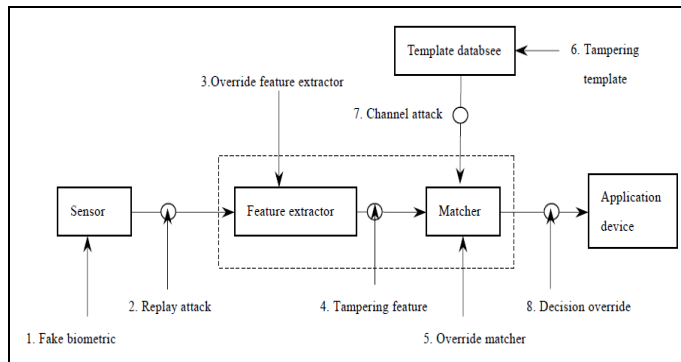 Template databsee
6. Tampering
template
3.Override feature extractor
7. Channel attack
Sensor
Feature extractor
Matcher
Application
device
2. Replay attack
4. Tampering feature
8. Decision override
1. Fake biometric
5. Override matcher